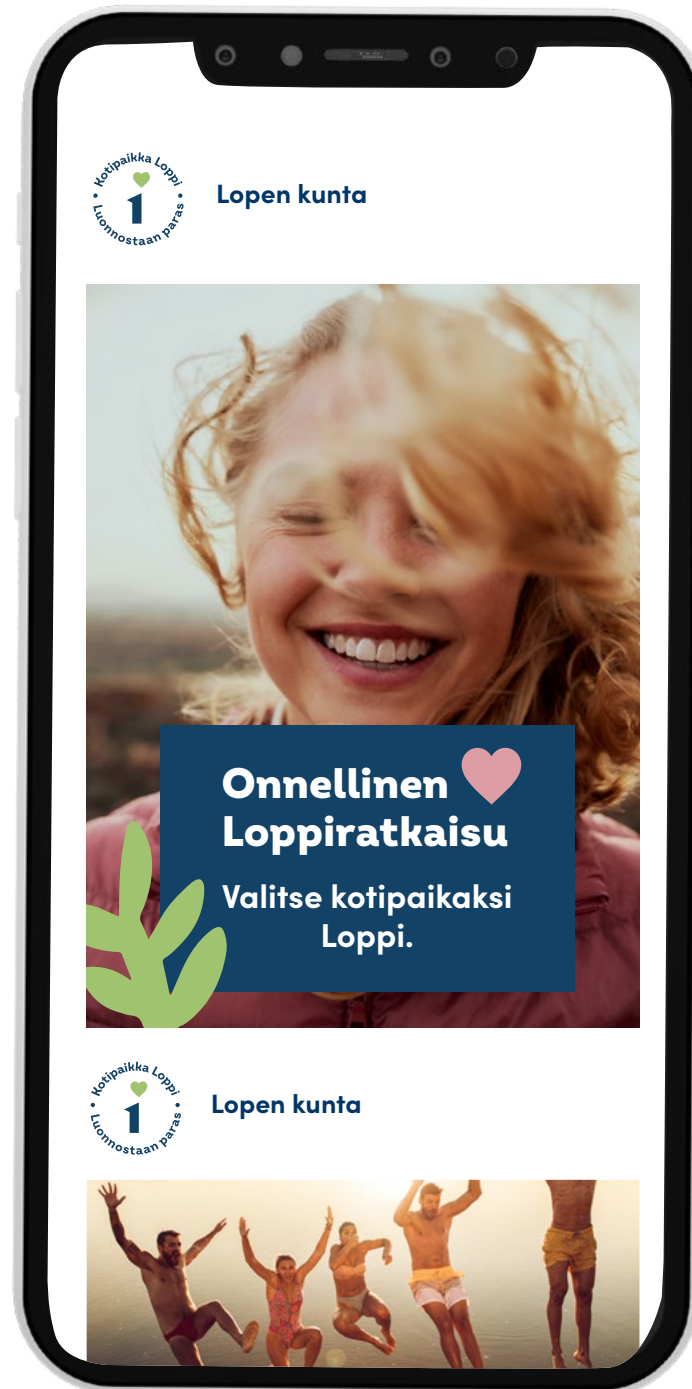 Kotipaikka Loppi
1
Luonnostaan paras
Lopen kunta
Onnellinen
Loppiratkaisu
Valitse kotipaikaksi
Loppi.
Kotipaikka Loppi
1
Luonnostaan paras
Lopen kunta